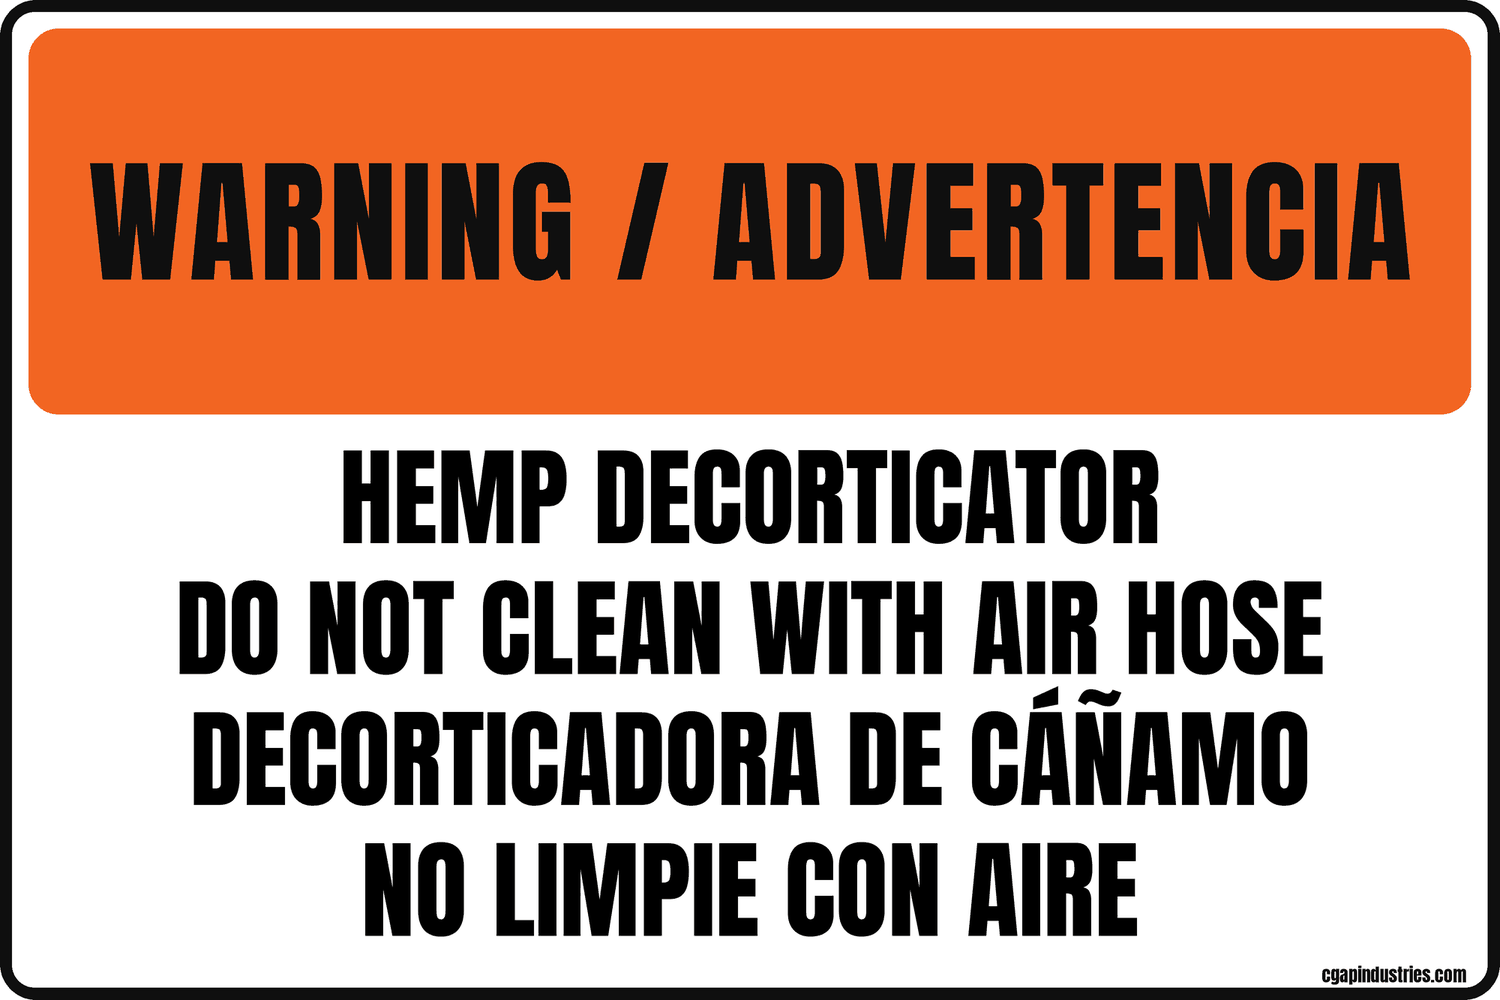 WARNING / ADVERTENCIA
HEMP DECORTICATOR
DO NOT CLEAN WITH AIR HOSE
DECORTICADORA DE CÁÑAMO
NO LIMPIE CON AIRE
cgapindustries.com